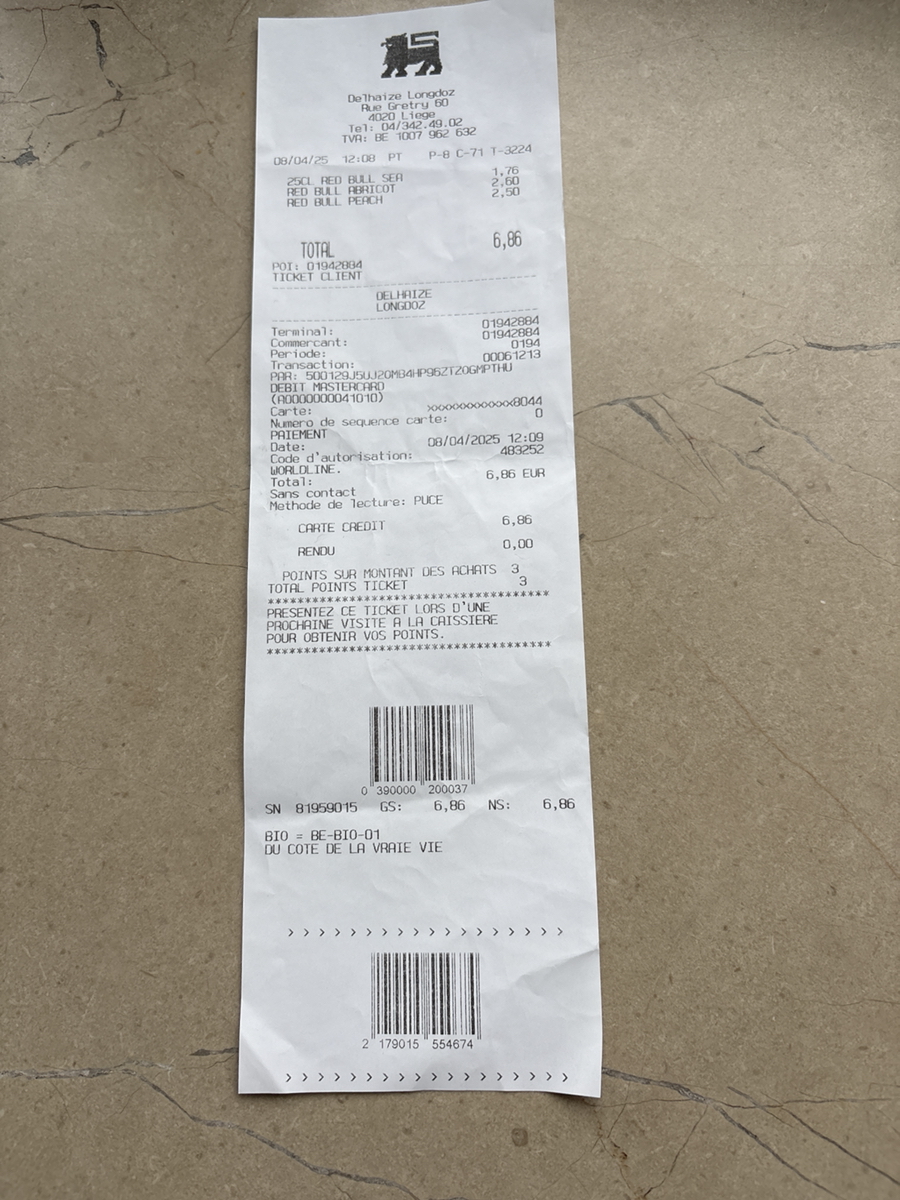 Delhaize Longdoz
Rue Gretry 60
4020 Liege
Tel: 04/342.49.02
TVA: BE 1007 962 632
08/04/25 12:08 PT P-8 C-71 T-3224
25CL RED BULL SEA 1,76
RED BULL ABRICOT 2,60
RED BULL PEACH 2,50
TOTAL 6,86
POI: 01942884
TICKET CLIENT
DELHAIZE
LONGDOZ
Terminal: 01942884
Commercant: 01942884
Periode: 0194
Transaction: 00061213
PAR: 500129J5UJ20MB4HP96ZTZ0GMPTHU
DEBIT MASTERCARD
(A0000000041010)
Carte: xxxxxxxxxxxxx8044
Numero de sequence carte: 0
PAIEMENT
Date: 08/04/2025 12:09
Code d'autorisation: 483252
WORLDLINE.
Total: 6,86 EUR
Sans contact
Methode de lecture: PUCE
CARTE CREDIT 6,86
RENDU 0,00
POINTS SUR MONTANT DES ACHATS 3
TOTAL POINTS TICKET 3
************************************
PRESENTEZ CE TICKET LORS D'UNE
PROCHAINE VISITE A LA CAISSIERE
POUR OBTENIR VOS POINTS.
************************************
0 390000 200037
SN 81959015 GS: 6,86 NS: 6,86
BIO = BE-BIO-01
DU COTE DE LA VRAIE VIE
> > > > > > > > > > > > > > > > > >
2 179015 554674
> > > > > > > > > > > > > > > > > > >